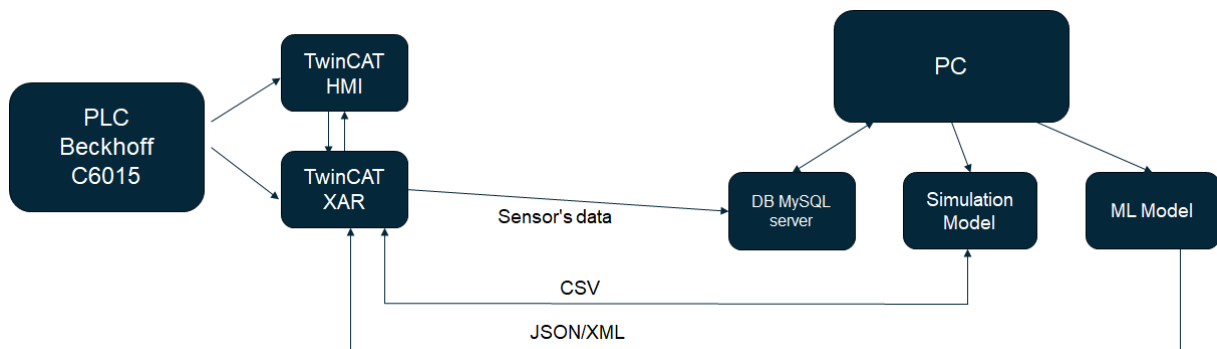 PLC
Beckhoff
C6015
TwinCAT
HMI
TwinCAT
XAR
Sensor's data
PC
DB MySQL
server
Simulation
Model
ML Model
CSV
JSON/XML